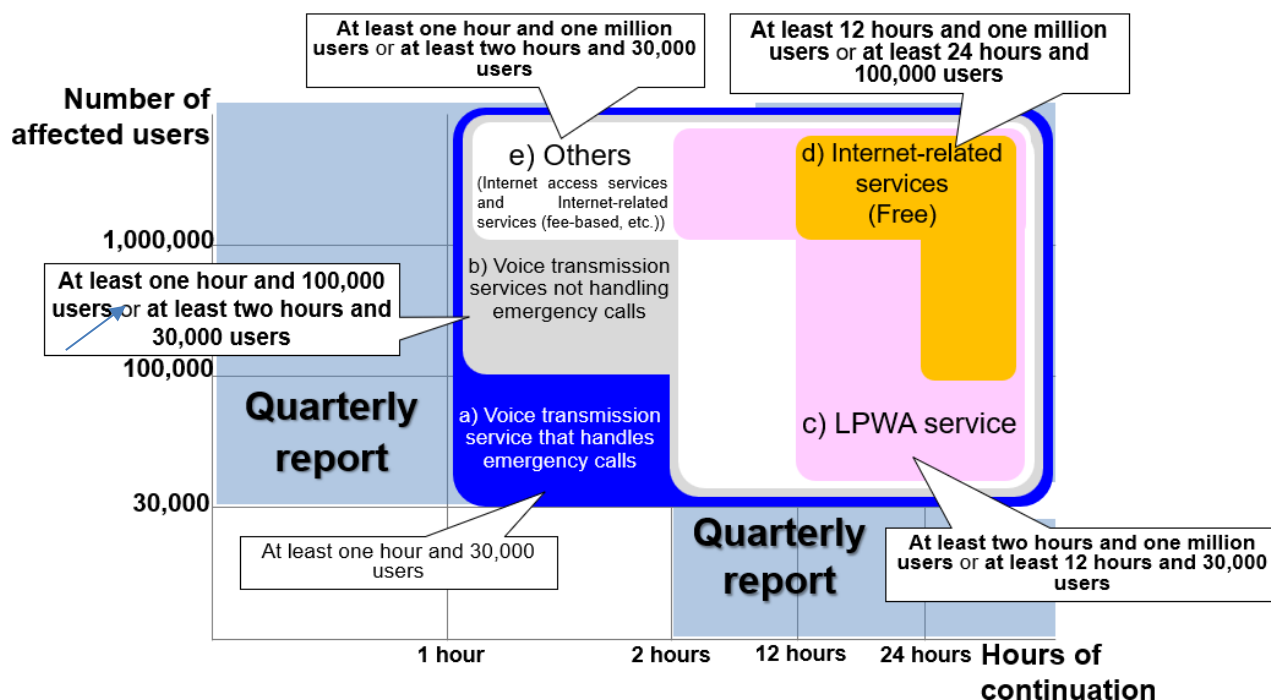 At least one hour and one million
users or at least two hours and 30,000
users
At least 12 hours and one million
users or at least 24 hours and
100,000 users
Number of
affected users
e) Others
(Internet access services
and Internet-related
services (fee-based, etc.))
d) Internet-related
services
(Free)
1,000,000
b) Voice transmission
services not handling
emergency calls
At least one hour and 100,000
users or at least two hours and
30,000 users
100,000
Quarterly
report
a) Voice transmission
service that handles
emergency calls
c) LPWA service
30,000
At least one hour and 30,000
users
Quarterly
report
At least two hours and one million
users or at least 12 hours and 30,000
users
1 hour
2 hours
12 hours
24 hours
Hours of
continuation